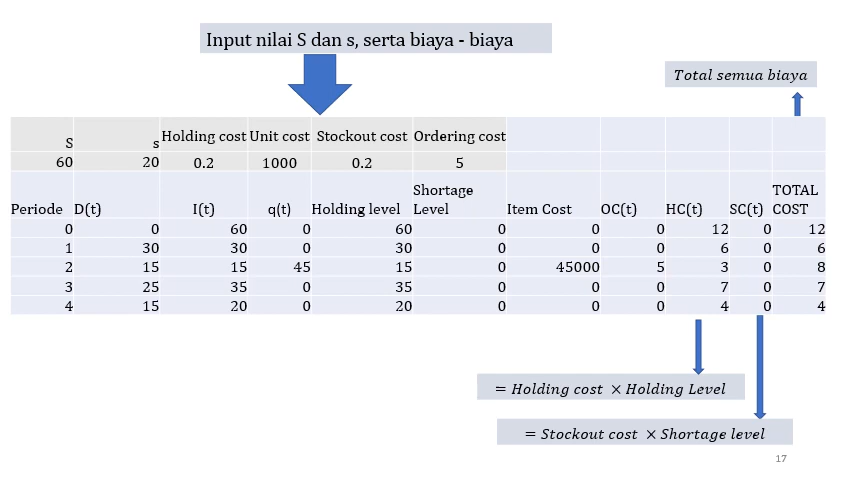 Input nilai S dan s, serta biaya - biaya
Total semua biaya
S s Holding cost Unit cost Stockout cost Ordering cost
60 20 0.2 1000 0.2 5
Periode D(t) I(t) q(t) Holding level Shortage Level Item Cost OC(t) HC(t) SC(t) TOTAL COST
0 0 60 0 60 0 0 0 12 0 12
1 30 30 0 30 0 0 0 6 0 6
2 15 15 45 15 0 45000 5 3 0 8
3 25 35 0 35 0 0 0 7 0 7
4 15 20 0 20 0 0 0 4 0 4
= Holding cost × Holding Level
= Stockout cost × Shortage level
17